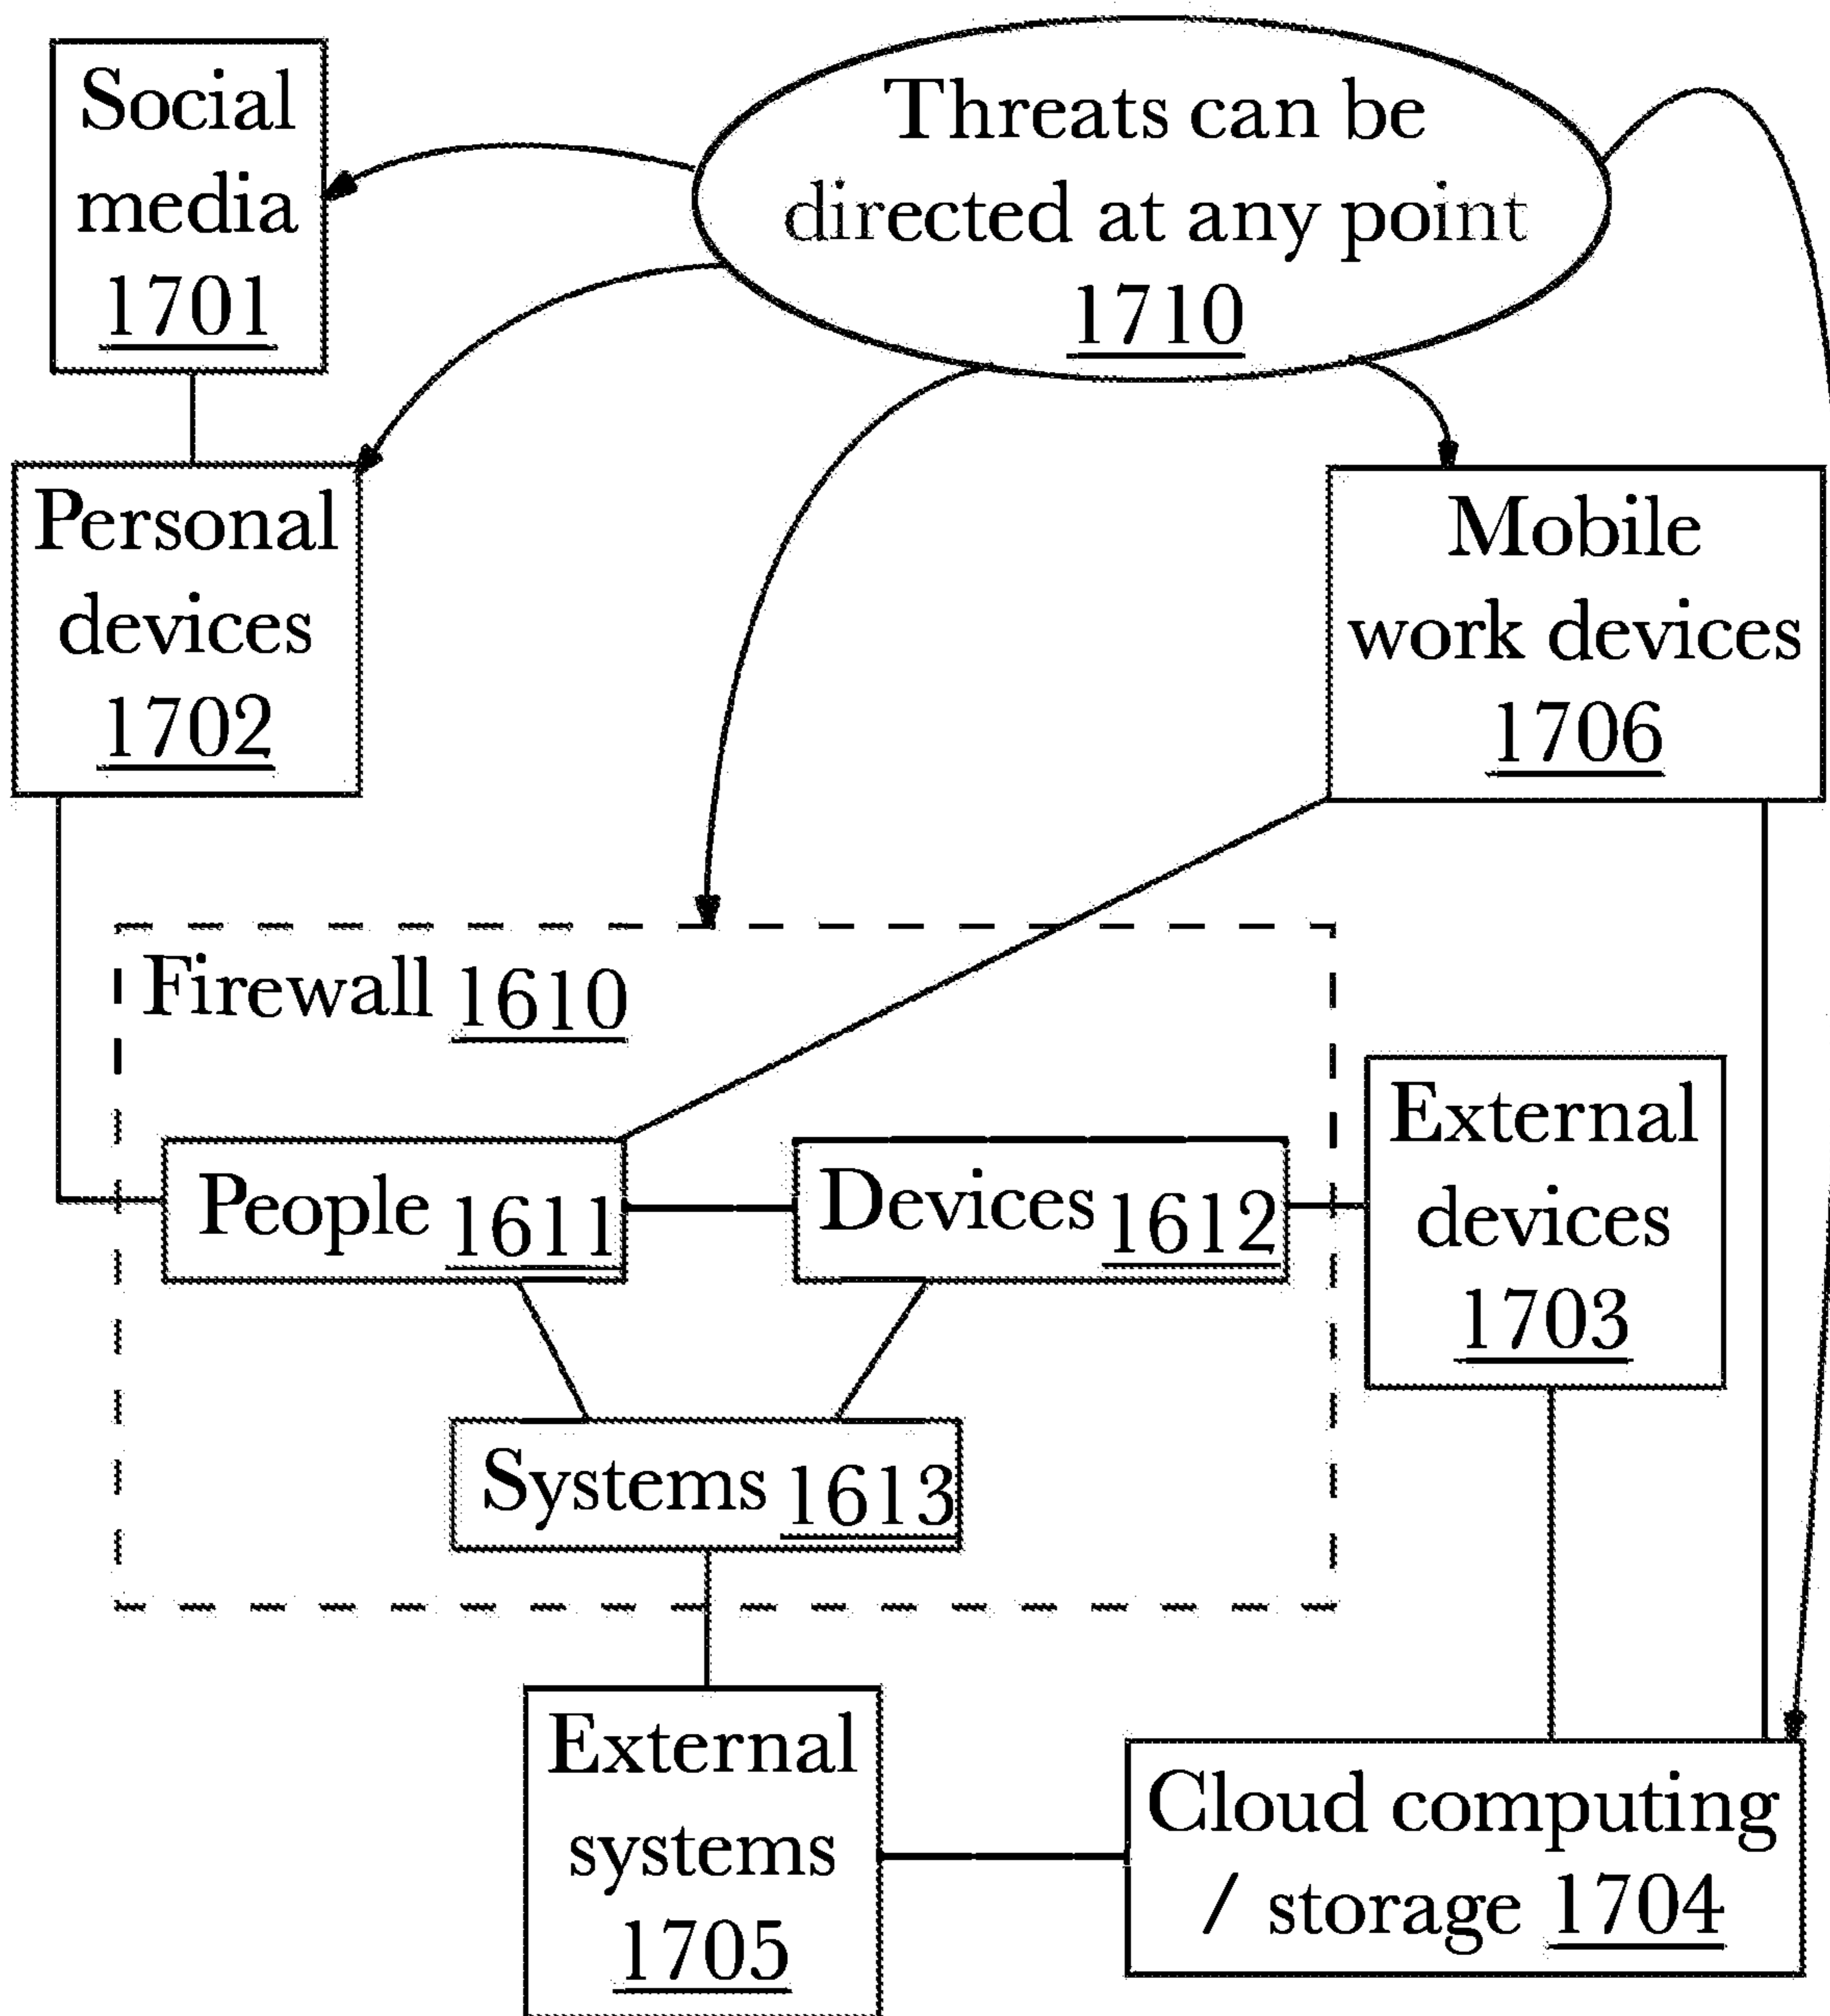 Social
media
1701
Threats can be
directed at any point
1710
Personal
devices
1702
Mobile
work devices
1706
Firewall 1610
People 1611
Devices 1612
External
devices
1703
Systems 1613
External
systems
1705
Cloud computing
/ storage 1704